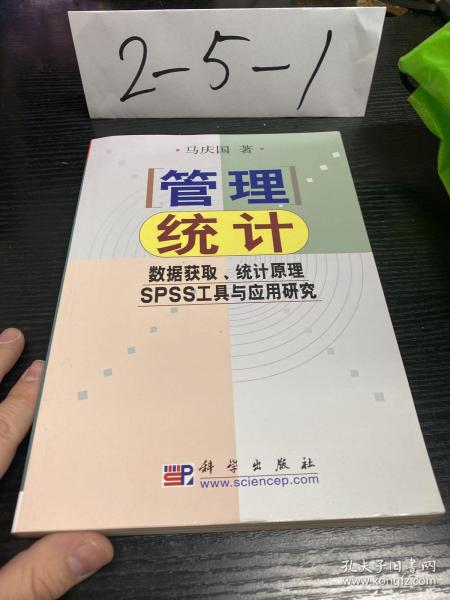 2-5-1
·马庆国 著·
[管理]
统计
数据获取、统计原理
SPSS工具与应用研究
SP 科学出版社
www.sciencep.com
孔夫子旧书网
www.kongfz.com